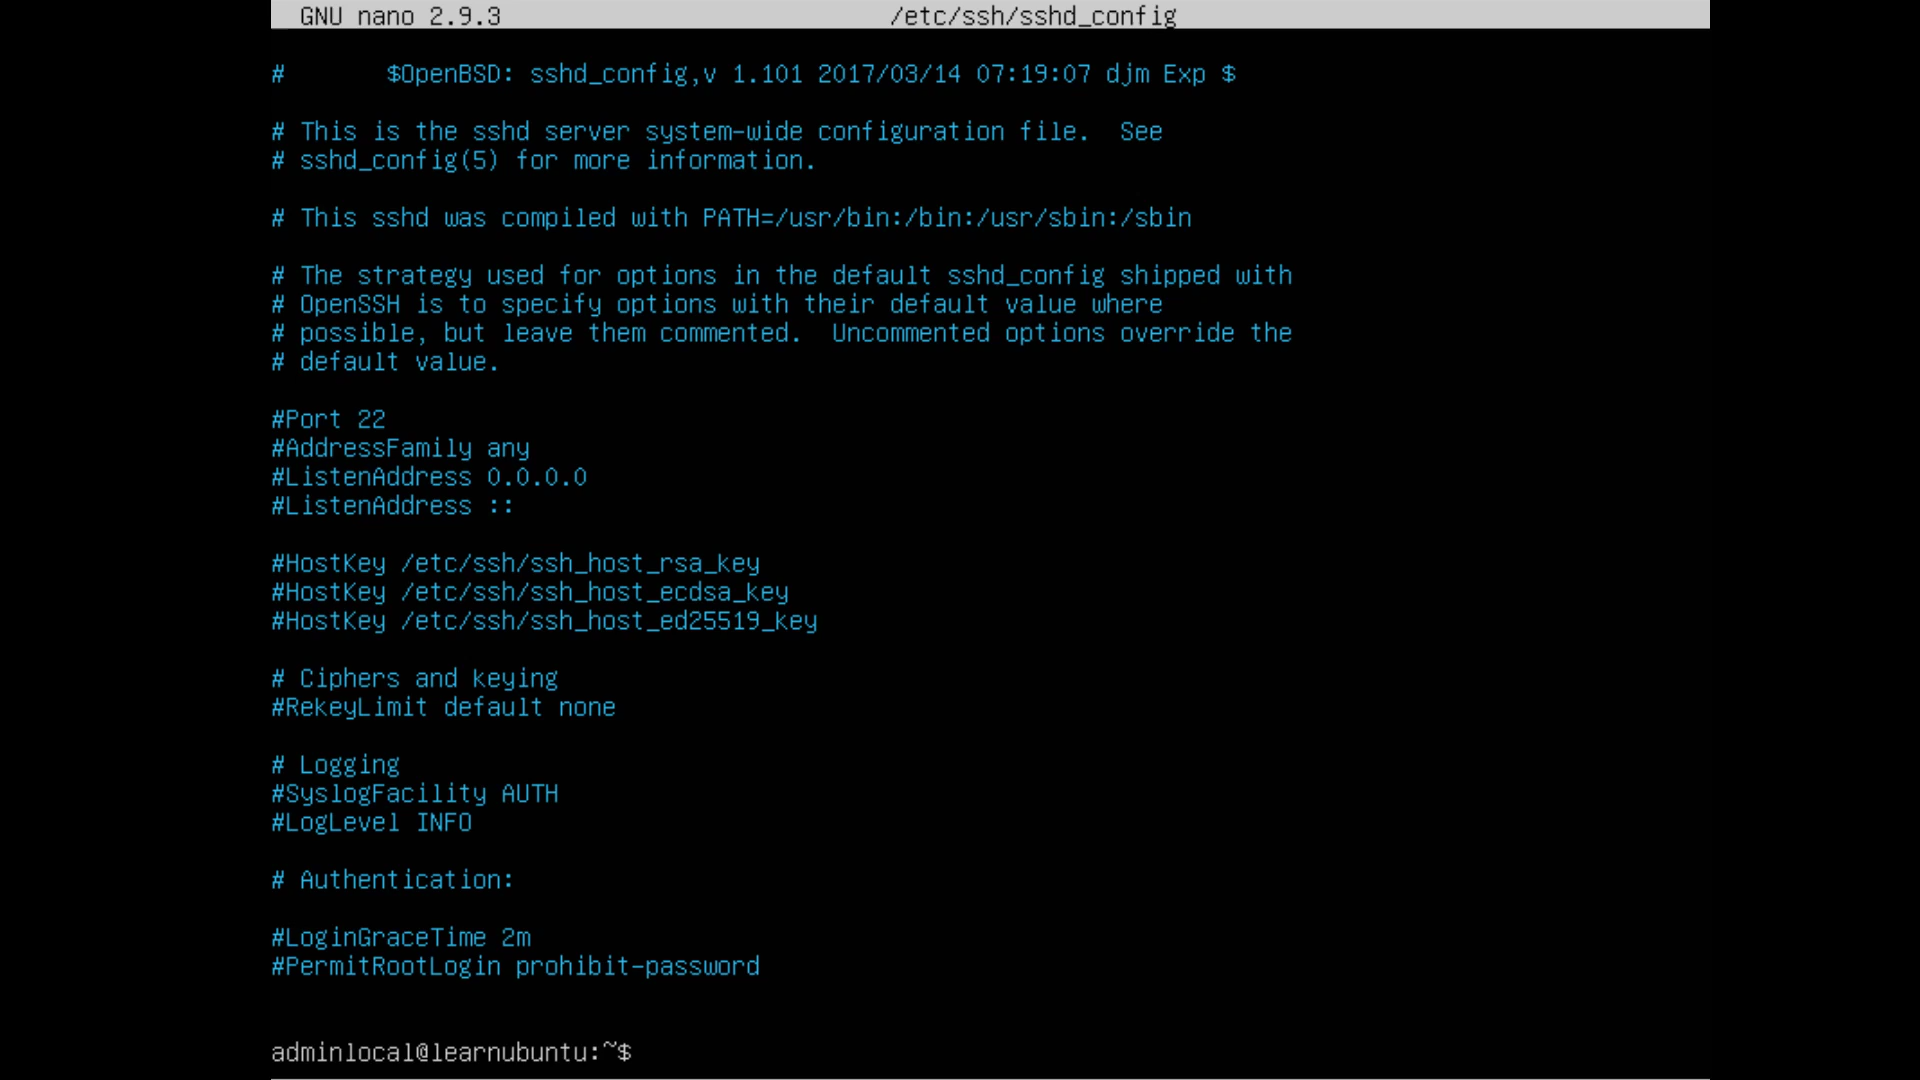 GNU nano 2.9.3 /etc/ssh/sshd_config
# $OpenBSD: sshd_config,v 1.101 2017/03/14 07:19:07 djm Exp $
# This is the sshd server system-wide configuration file.  See
# sshd_config(5) for more information.
# This sshd was compiled with PATH=/usr/bin:/bin:/usr/sbin:/sbin
# The strategy used for options in the default sshd_config shipped with
# OpenSSH is to specify options with their default value where
# possible, but leave them commented.  Uncommented options override the
# default value.
#Port 22
#AddressFamily any
#ListenAddress 0.0.0.0
#ListenAddress ::
#HostKey /etc/ssh/ssh_host_rsa_key
#HostKey /etc/ssh/ssh_host_ecdsa_key
#HostKey /etc/ssh/ssh_host_ed25519_key
# Ciphers and keying
#RekeyLimit default none
# Logging
#SyslogFacility AUTH
#LogLevel INFO
# Authentication:
#LoginGraceTime 2m
#PermitRootLogin prohibit-password
adminlocal@learnubuntu:~$